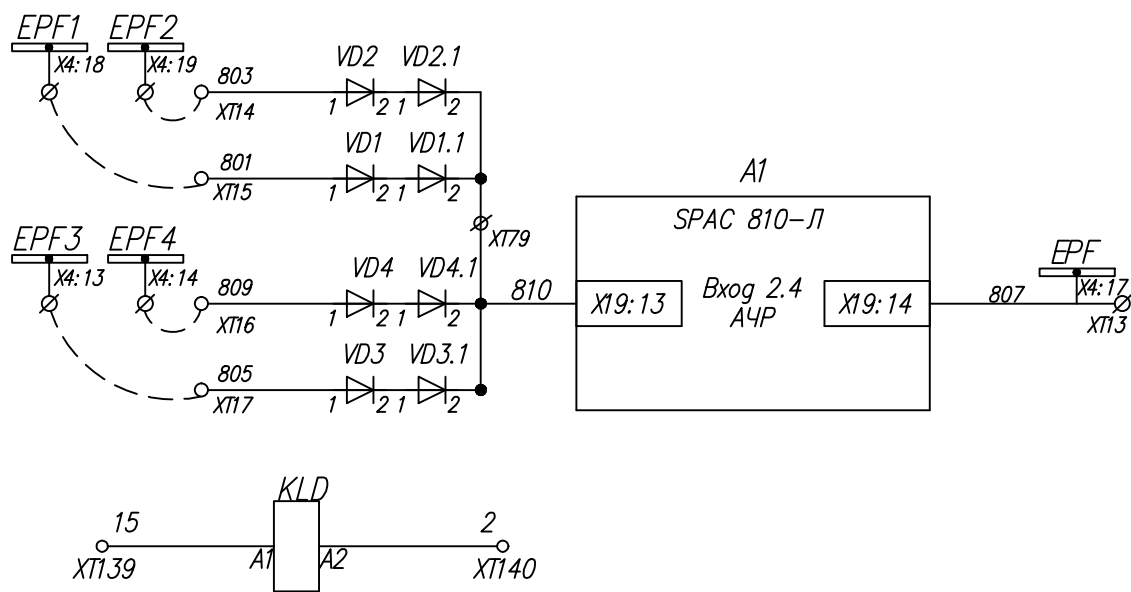 EPF1 EPF2
X4:18 X4:19 803 VD2 VD2.1
XT14 1 2 1 2
801 VD1 VD1.1
XT15 1 2 1 2
A1
SPAC 810-Л
EPF3 EPF4 XT79
X4:13 X4:14 809 VD4 VD4.1 810 X19:13 Вход 2.4 X19:14 807 EPF
АЧР X4:17
XT16 1 2 1 2 XT13
805 VD3 VD3.1
XT17 1 2 1 2
KLD
15 2
XT139 A1 A2 XT140